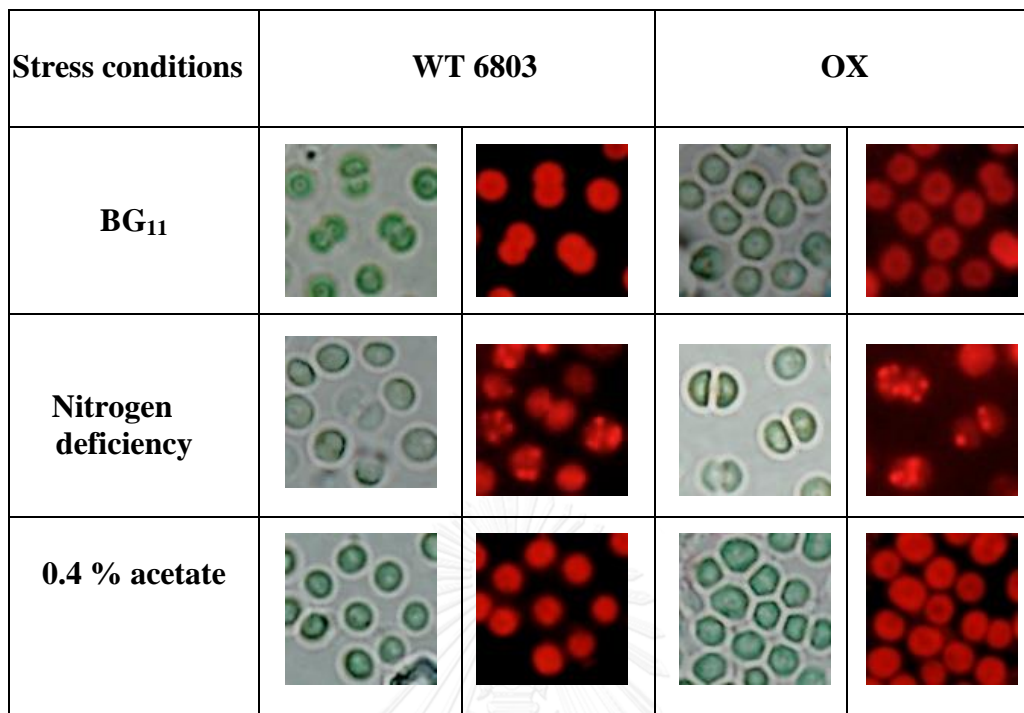 Stress conditions WT 6803 OX
BG11
Nitrogen
deficiency
0.4 % acetate